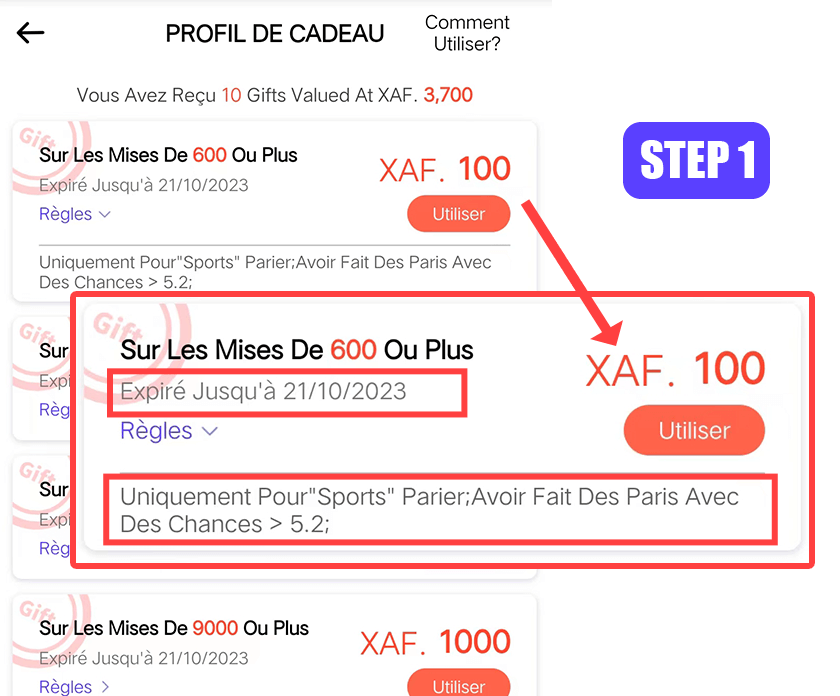 PROFIL DE CADEAU
Comment
Utiliser?
Vous Avez Reçu 10 Gifts Valued At XAF. 3,700
STEP 1
Gift
Sur Les Mises De 600 Ou Plus
XAF. 100
Expiré Jusqu'à 21/10/2023
Règles
Utiliser
Uniquement Pour"Sports" Parier;Avoir Fait Des Paris Avec
Des Chances > 5.2;
Gift
Sur
Expi
Règ
Gift
Sur Les Mises De 600 Ou Plus
XAF. 100
Expiré Jusqu'à 21/10/2023
Règles
Utiliser
Uniquement Pour"Sports" Parier;Avoir Fait Des Paris Avec
Des Chances > 5.2;
Gift
Sur
Expi
Règ
Gift
Sur Les Mises De 9000 Ou Plus
XAF. 1000
Expiré Jusqu'à 21/10/2023
Règles
Utiliser